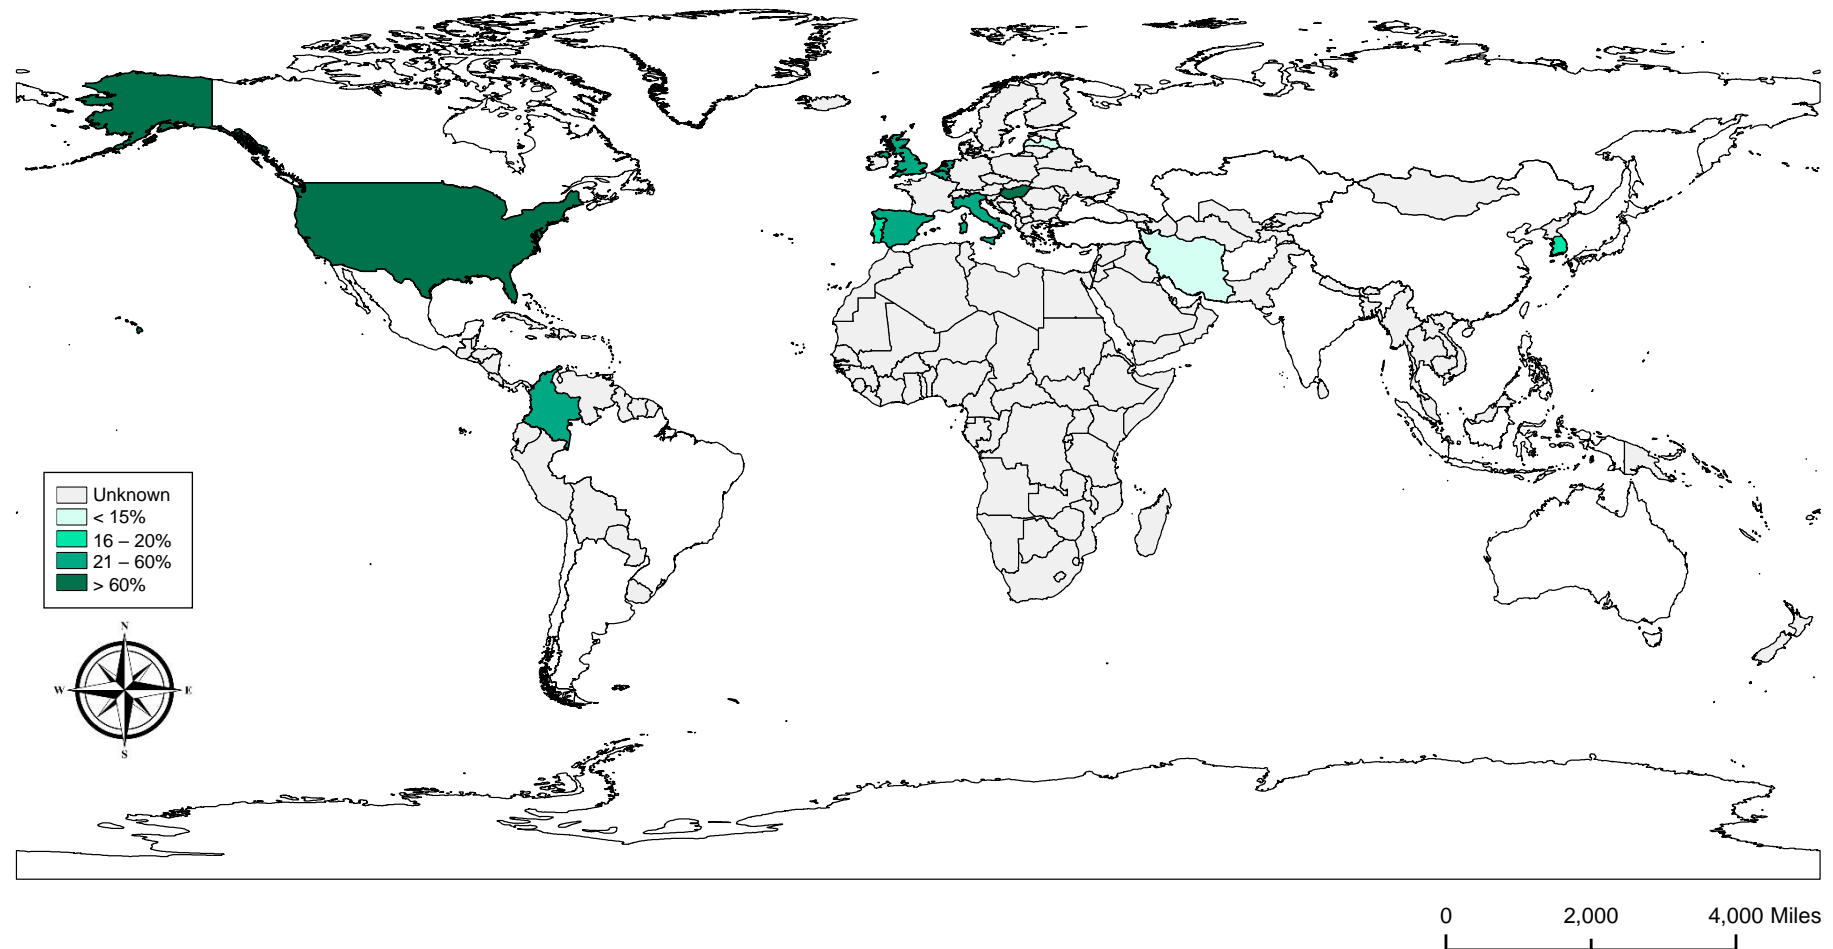 Unknown
< 15%
16 – 20%
21 – 60%
> 60%
N
W E
S
0 2,000 4,000 Miles